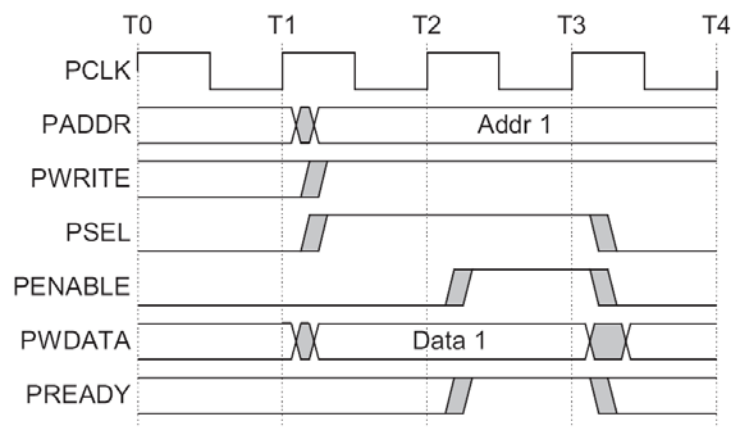 T0 T1 T2 T3 T4
PCLK
PADDR Addr 1
PWRITE
PSEL
PENABLE
PWDATA Data 1
PREADY